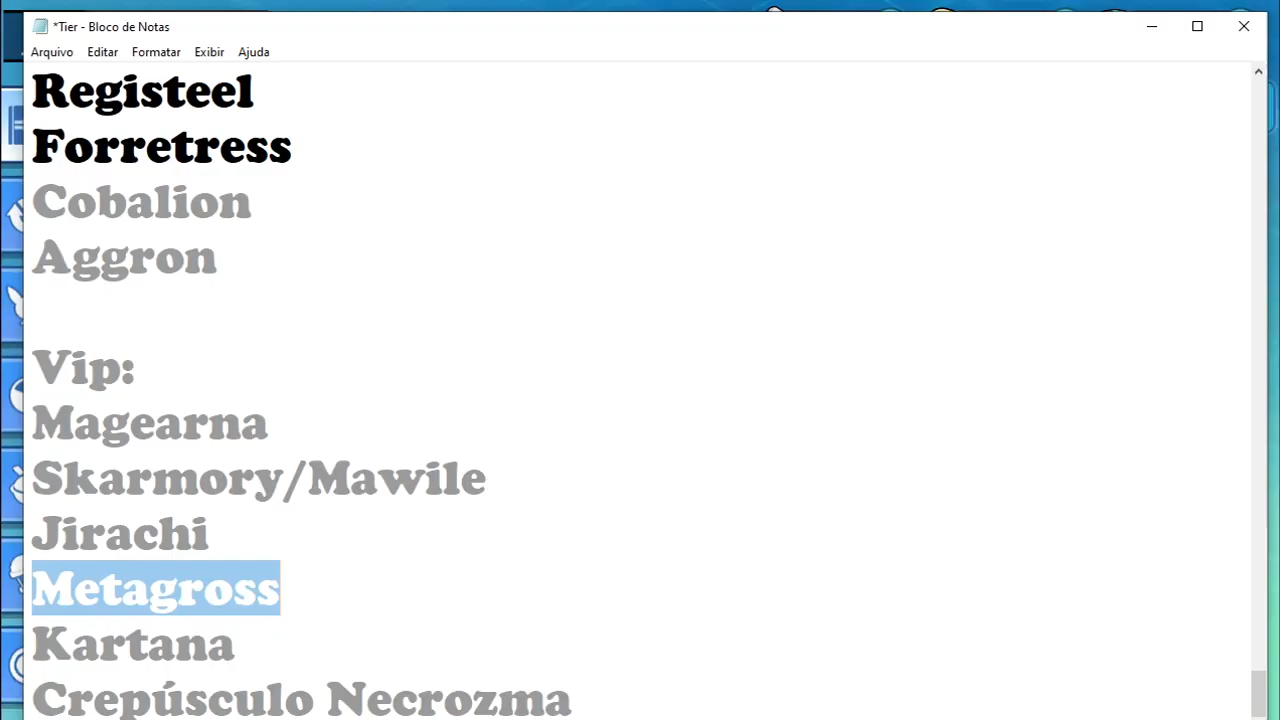 *Tier - Bloco de Notas
Arquivo Editar Formatar Exibir Ajuda
Registeel
Forretress
Cobalion
Aggron
Vip:
Magearna
Skarmory/Mawile
Jirachi
Metagross
Kartana
Crepúsculo Necrozma